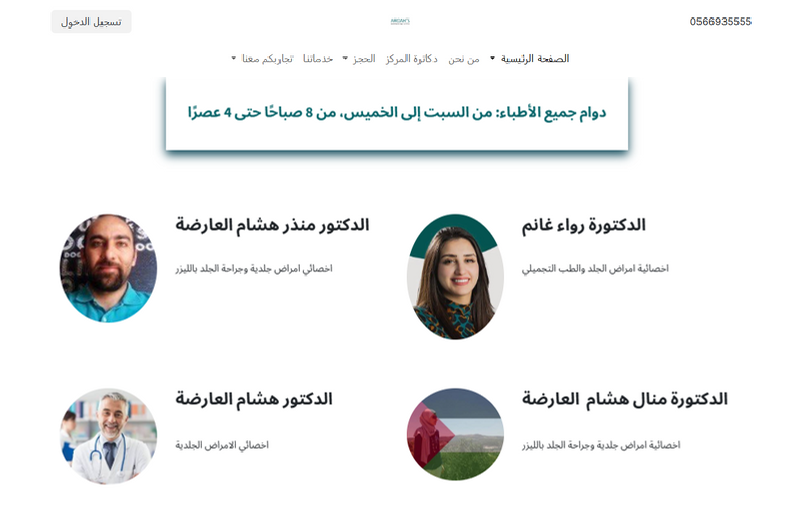 0566935555
تسجيل الدخول
الصفحة الرئيسية من نحن دكاترة المركز الحجز خدماتنا تجاربكم معنا
دوام جميع الأطباء: من السبت إلى الخميس، من 8 صباحًا حتى 4 عصرًا
الدكتورة رواء غانم
اخصائية امراض الجلد والطب التجميلي
الدكتور منذر هشام العارضة
اخصائي امراض جلدية وجراحة الجلد بالليزر
الدكتورة منال هشام العارضة
اخصائية امراض جلدية وجراحة الجلد بالليزر
الدكتور هشام العارضة
اخصائي الامراض الجلدية